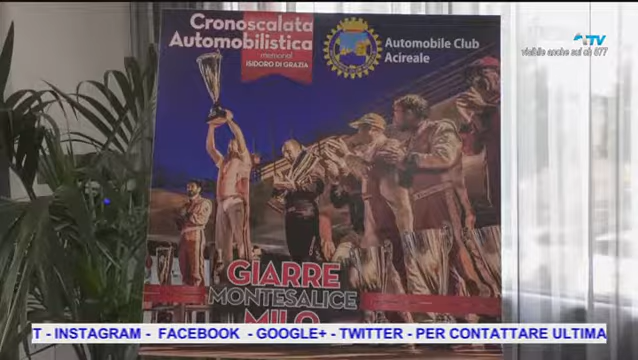 Cronoscalata
Automobilistica
memorial
ISIDORO DI GRAZIA
Automobile Club
Acireale
TV
visibile anche sul ch 677
GIARRE
MONTESALICE
MILO
T - INSTAGRAM - FACEBOOK - GOOGLE+ - TWITTER - PER CONTATTARE ULTIMA